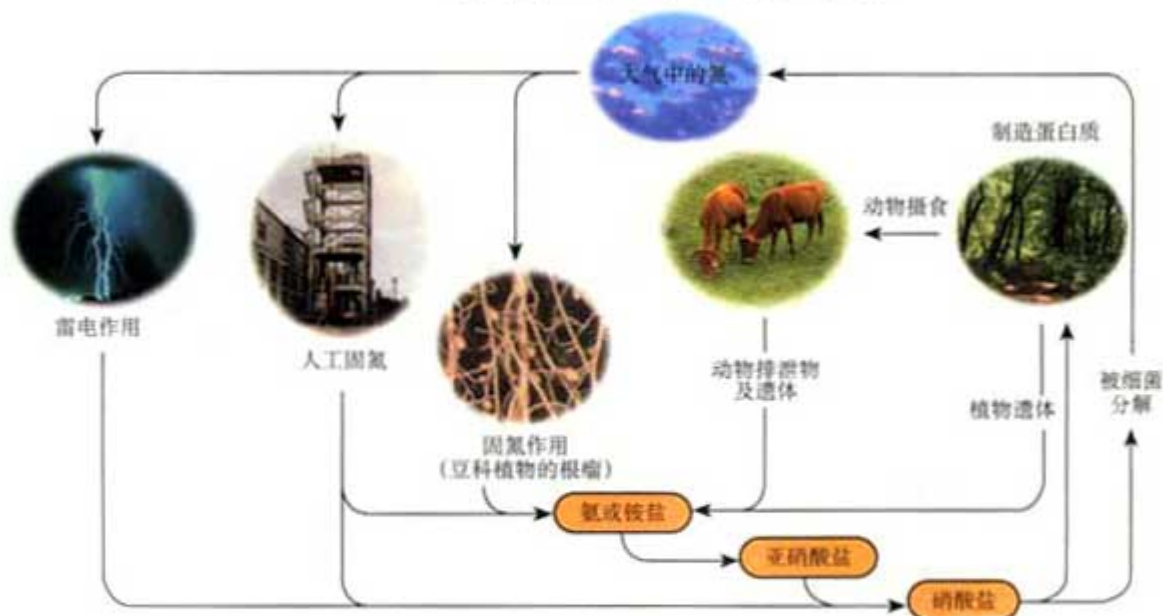 大气中的氮
制造蛋白质
动物摄食
雷电作用
人工固氮
固氮作用
(豆科植物的根瘤)
动物排泄物
及遗体
植物遗体
被细菌
分解
氨或铵盐
亚硝酸盐
硝酸盐